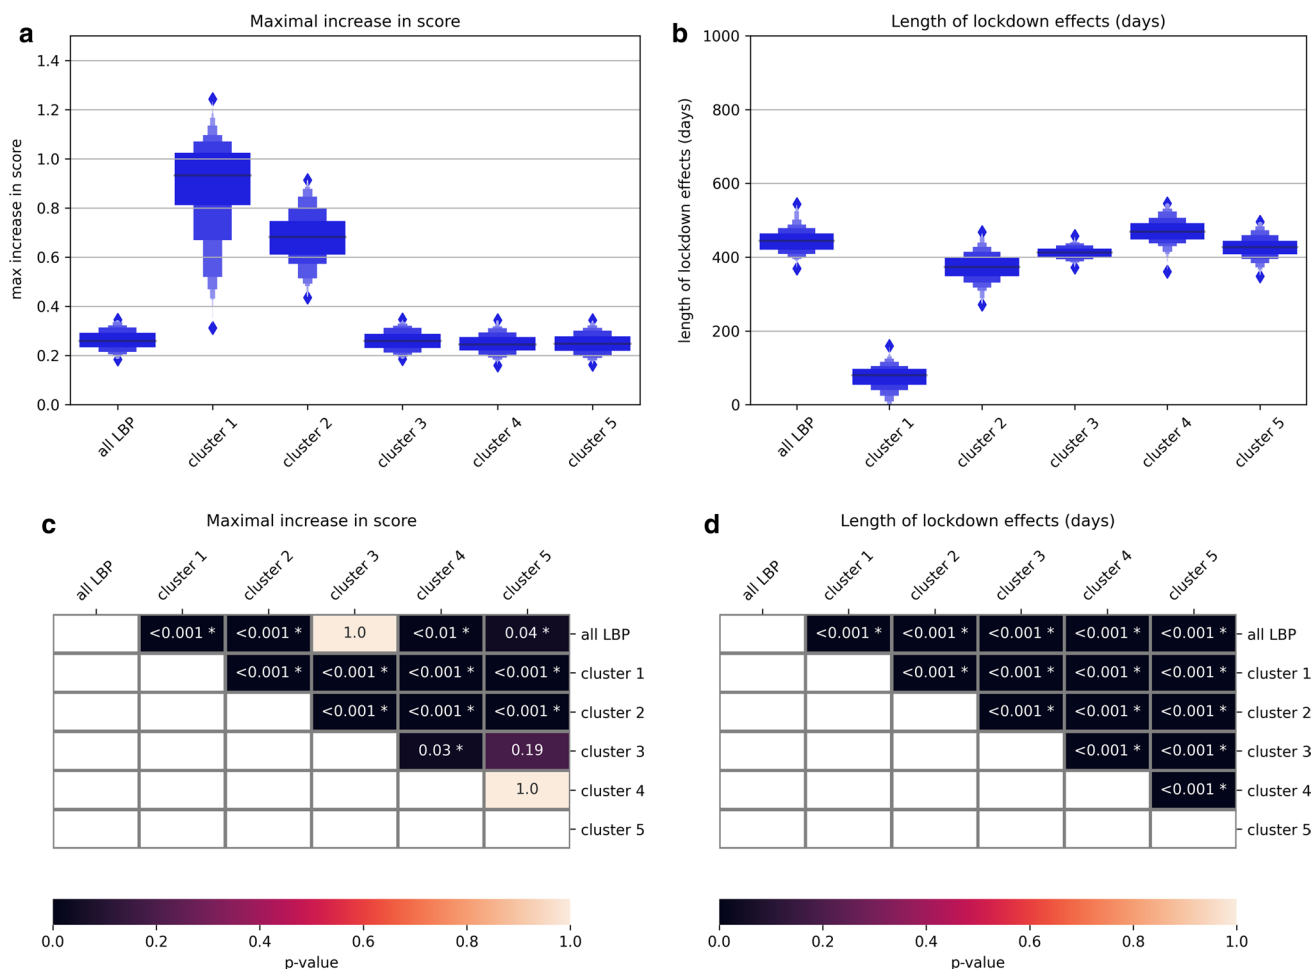 a
Maximal increase in score
max increase in score
1.4
1.2
1.0
0.8
0.6
0.4
0.2
0.0
all LBP
cluster 1
cluster 2
cluster 3
cluster 4
cluster 5
b
Length of lockdown effects (days)
length of lockdown effects (days)
1000
800
600
400
200
0
all LBP
cluster 1
cluster 2
cluster 3
cluster 4
cluster 5
c
Maximal increase in score
all LBP
cluster 1
cluster 2
cluster 3
cluster 4
cluster 5
<0.001 * <0.001 * 1.0 <0.01 * 0.04 * all LBP
<0.001 * <0.001 * <0.001 * <0.001 * cluster 1
<0.001 * <0.001 * <0.001 * cluster 2
0.03 * 0.19 cluster 3
1.0 cluster 4
cluster 5
0.0 0.2 0.4 0.6 0.8 1.0
p-value
d
Length of lockdown effects (days)
all LBP
cluster 1
cluster 2
cluster 3
cluster 4
cluster 5
<0.001 * <0.001 * <0.001 * <0.001 * <0.001 * all LBP
<0.001 * <0.001 * <0.001 * <0.001 * cluster 1
<0.001 * <0.001 * <0.001 * cluster 2
<0.001 * <0.001 * cluster 3
<0.001 * cluster 4
cluster 5
0.0 0.2 0.4 0.6 0.8 1.0
p-value